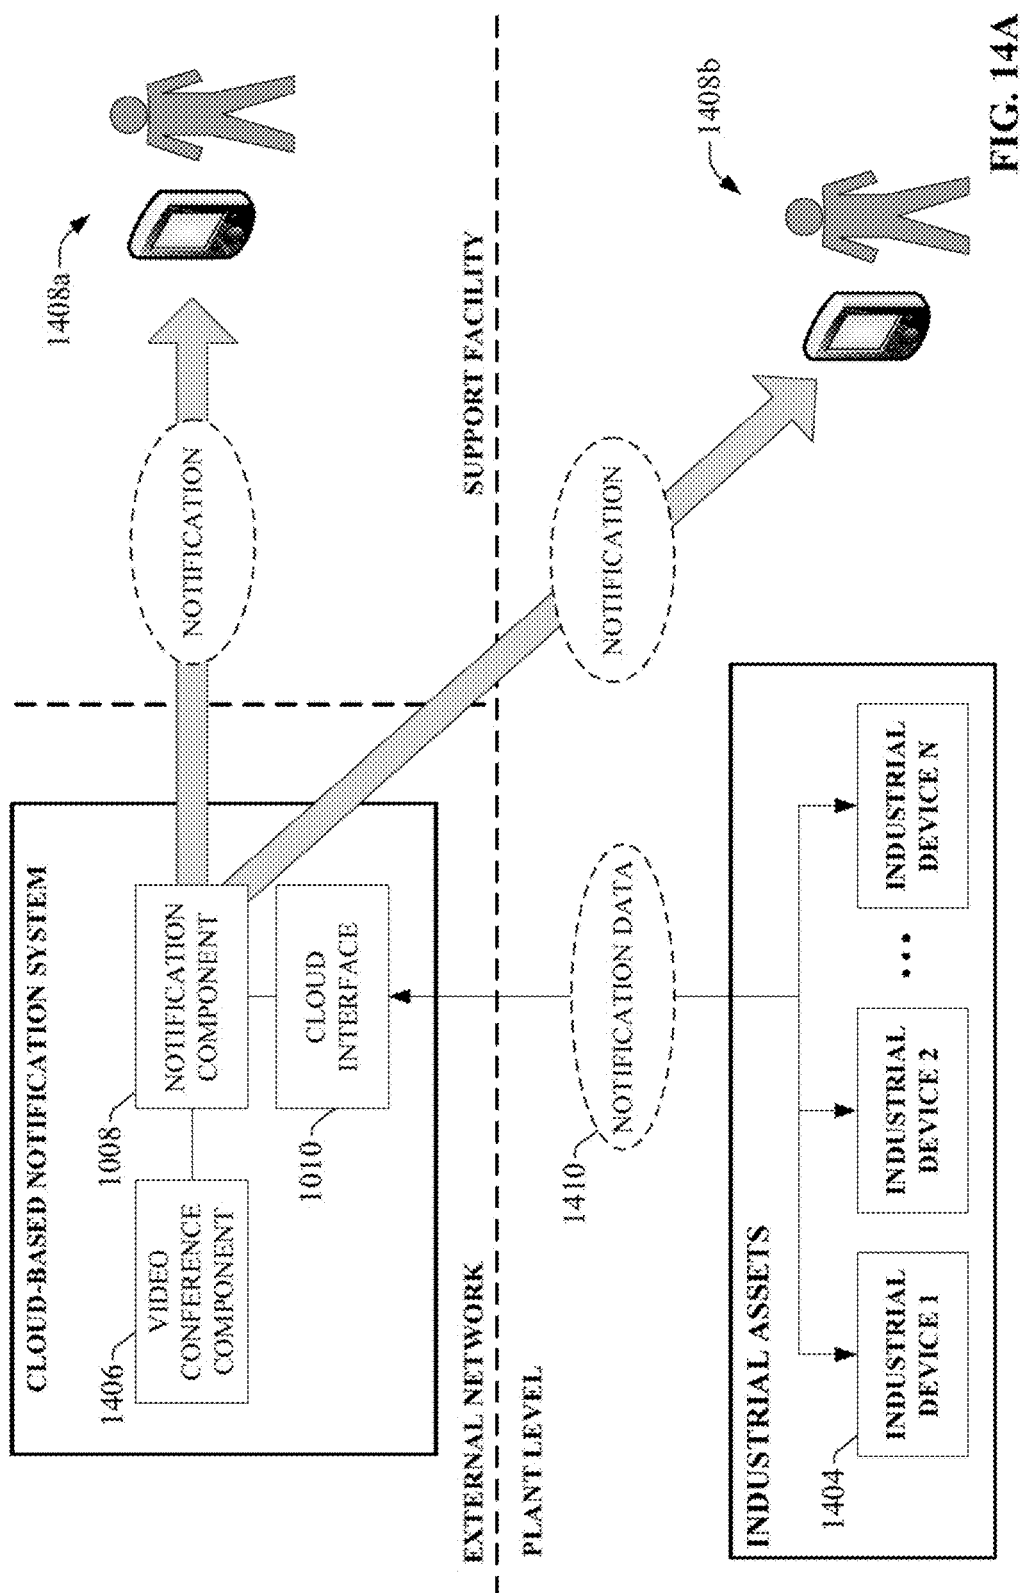 CLOUD-BASED NOTIFICATION SYSTEM
1406
VIDEO
CONFERENCE
COMPONENT
1008
NOTIFICATION
COMPONENT
1010
CLOUD
INTERFACE
NOTIFICATION
1408a
EXTERNAL NETWORK
SUPPORT FACILITY
PLANT LEVEL
1410
NOTIFICATION DATA
NOTIFICATION
1408b
INDUSTRIAL ASSETS
1404
INDUSTRIAL
DEVICE 1
INDUSTRIAL
DEVICE 2
•••
INDUSTRIAL
DEVICE N
FIG. 14A